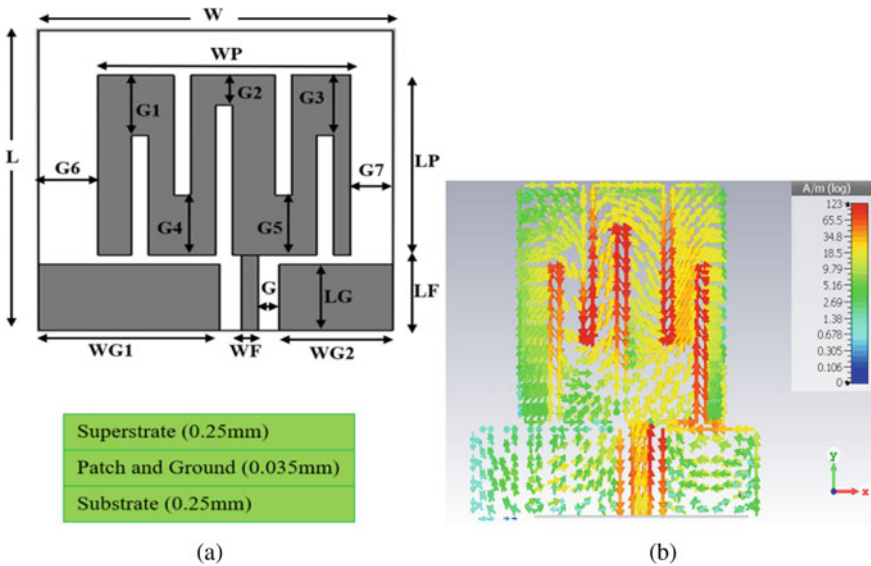 W
WP
G1
G2
G3
L
G6
G7
LP
G4
G5
G
LG
LF
WG1
WF
WG2
Superstrate (0.25mm)
Patch and Ground (0.035mm)
Substrate (0.25mm)
(a)
A/m (log)
123
65.5
34.8
18.4
9.79
5.16
2.69
1.38
0.678
0.305
0.106
0
y
x
(b)